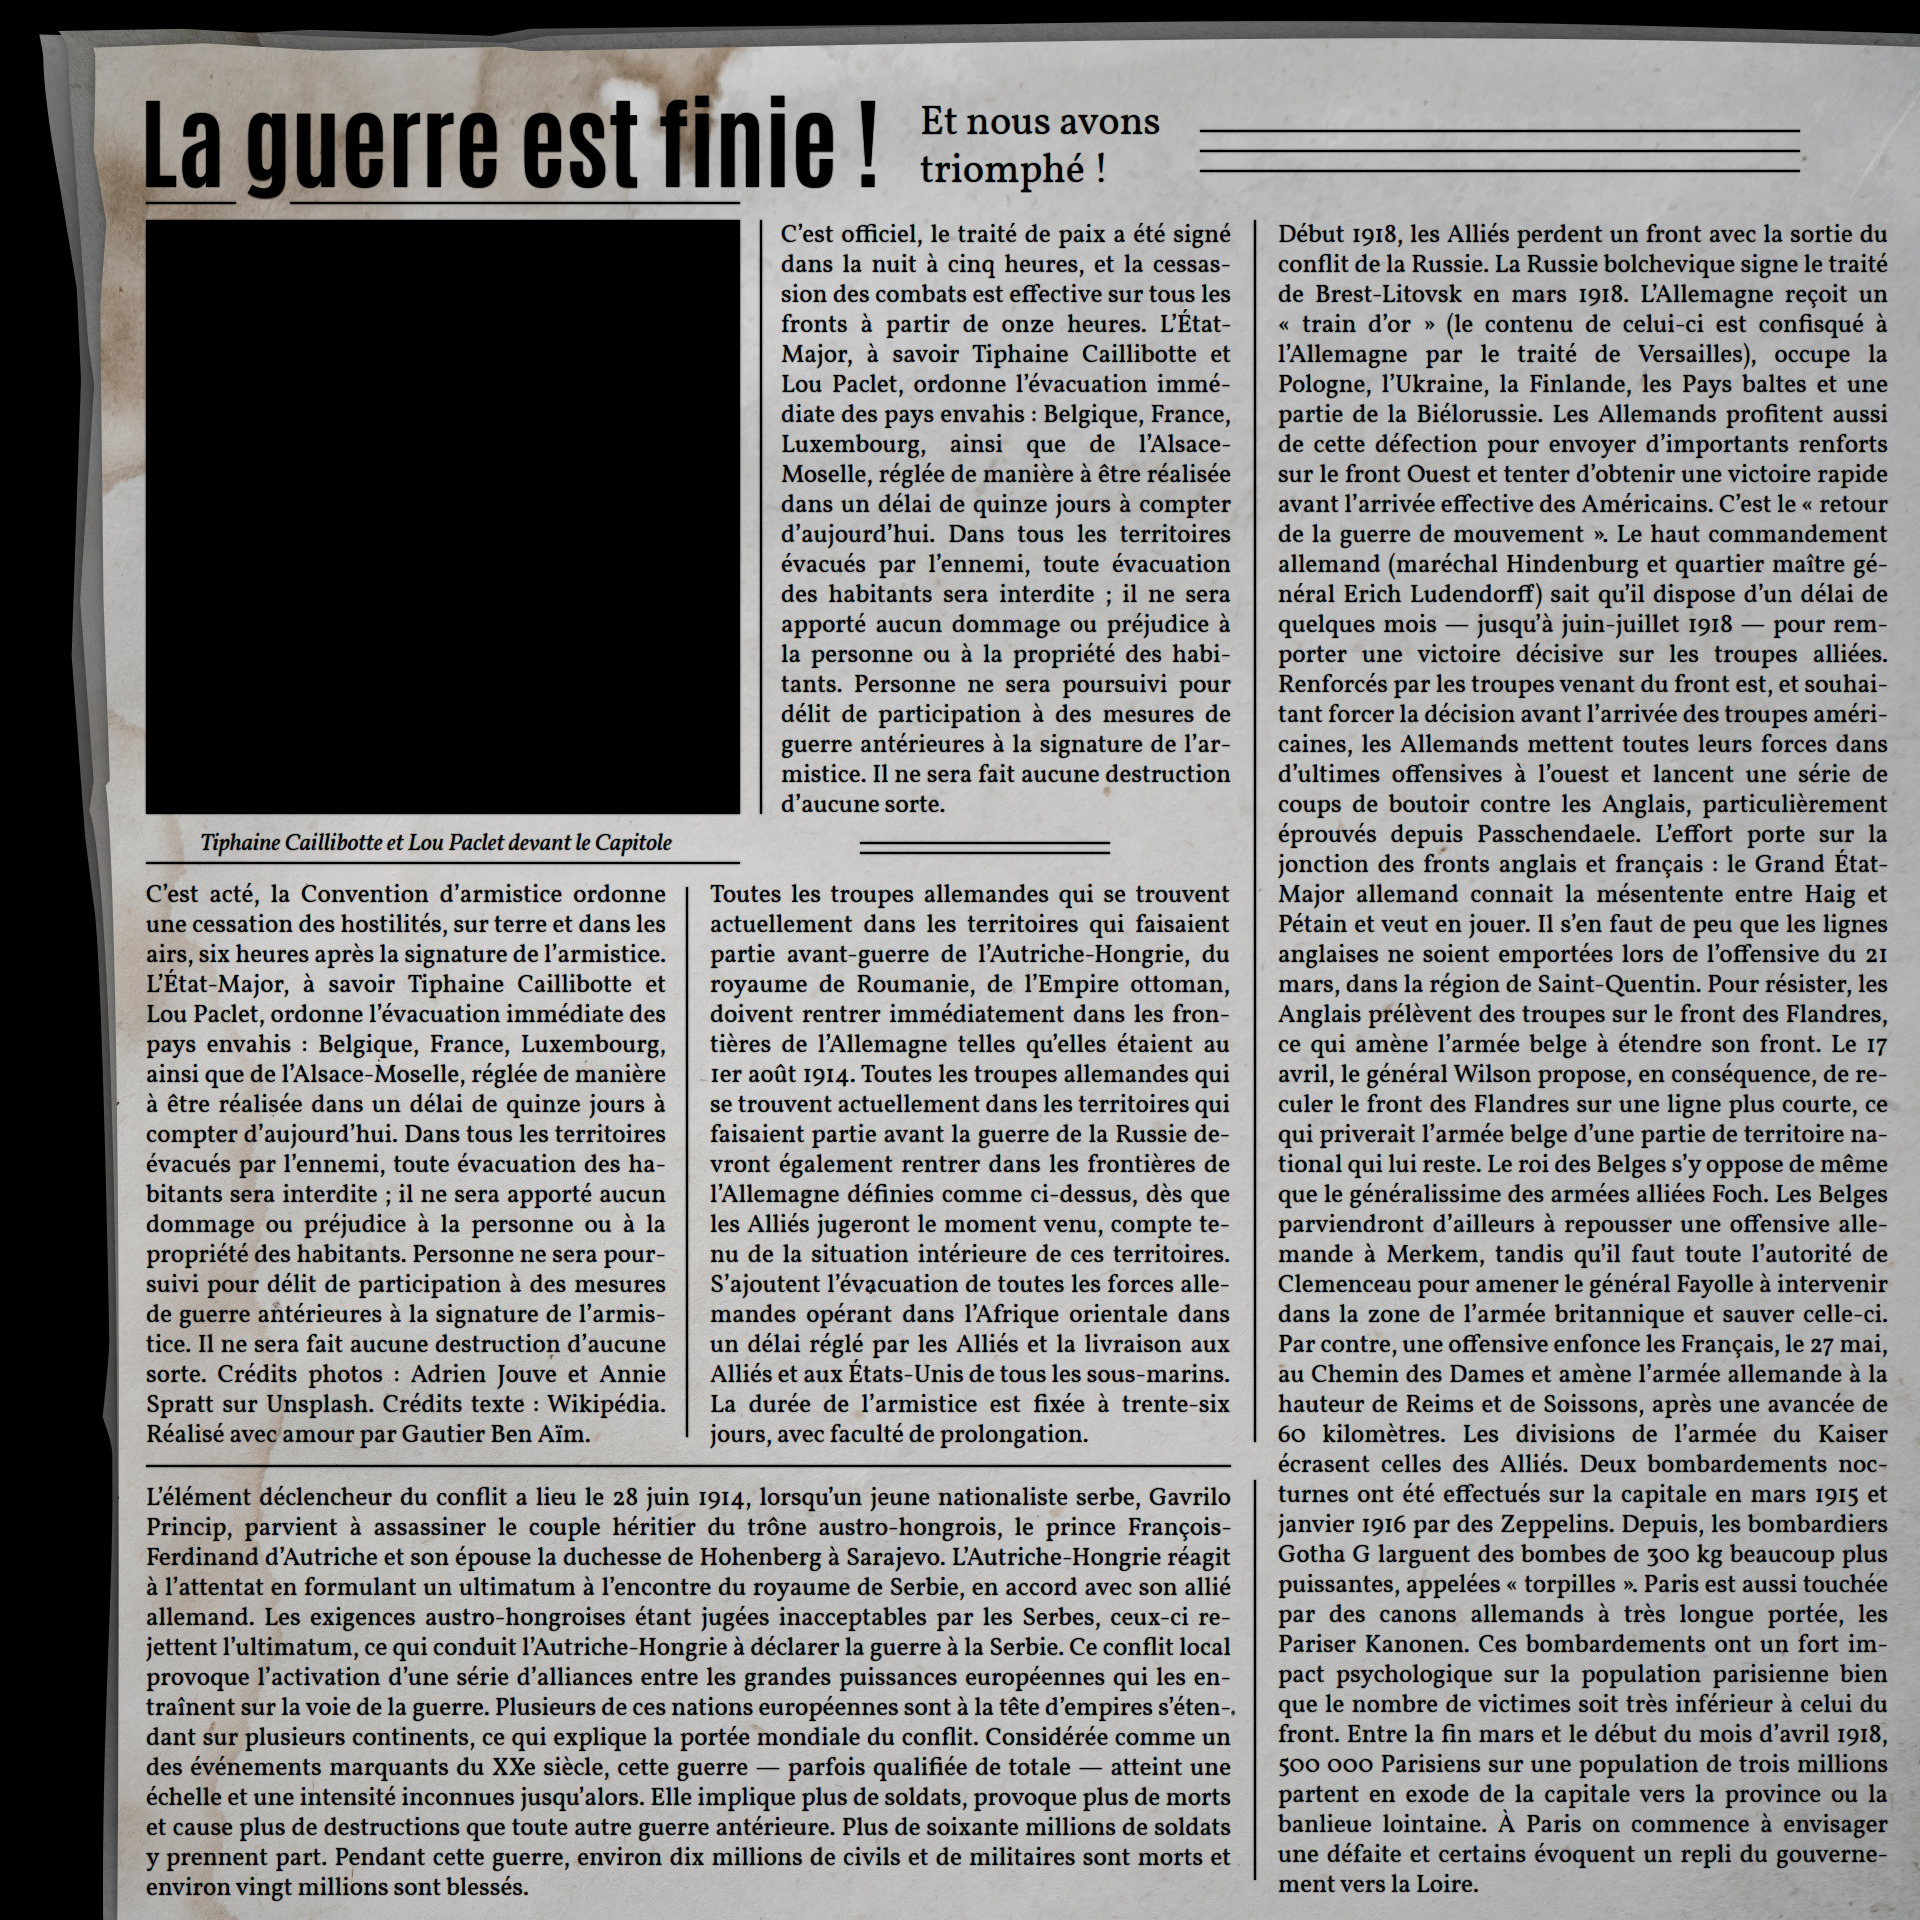 La guerre est finie !
Et nous avons
triomphé !
C’est officiel, le traité de paix a été signé
dans la nuit à cinq heures, et la cessas-
sion des combats est effective sur tous les
fronts à partir de onze heures. L’État-
Major, à savoir Tiphaine Caillibotte et
Lou Paclet, ordonne l’évacuation immé-
diate des pays envahis : Belgique, France,
Luxembourg, ainsi que de l’Alsace-
Moselle, réglée de manière à être réalisée
dans un délai de quinze jours à compter
d’aujourd’hui. Dans tous les territoires
évacués par l’ennemi, toute évacuation
des habitants sera interdite ; il ne sera
apporté aucun dommage ou préjudice à
la personne ou à la propriété des habi-
tants. Personne ne sera poursuivi pour
délit de participation à des mesures de
guerre antérieures à la signature de l’ar-
mistice. Il ne sera fait aucune destruction
d’aucune sorte.
Tiphaine Caillibotte et Lou Paclet devant le Capitole
C’est acté, la Convention d’armistice ordonne
une cessation des hostilités, sur terre et dans les
airs, six heures après la signature de l’armistice.
L’État-Major, à savoir Tiphaine Caillibotte et
Lou Paclet, ordonne l’évacuation immédiate des
pays envahis : Belgique, France, Luxembourg,
ainsi que de l’Alsace-Moselle, réglée de manière
à être réalisée dans un délai de quinze jours à
compter d’aujourd’hui. Dans tous les territoires
évacués par l’ennemi, toute évacuation des ha-
bitants sera interdite ; il ne sera apporté aucun
dommage ou préjudice à la personne ou à la
propriété des habitants. Personne ne sera pour-
suivi pour délit de participation à des mesures
de guerre antérieures à la signature de l’armis-
tice. Il ne sera fait aucune destruction d’aucune
sorte. Crédits photos : Adrien Jouve et Annie
Spratt sur Unsplash. Crédits texte : Wikipédia.
Réalisé avec amour par Gautier Ben Aïm.
Toutes les troupes allemandes qui se trouvent
actuellement dans les territoires qui faisaient
partie avant-guerre de l’Autriche-Hongrie, du
royaume de Roumanie, de l’Empire ottoman,
doivent rentrer immédiatement dans les fron-
tières de l’Allemagne telles qu’elles étaient au
1er août 1914. Toutes les troupes allemandes qui
se trouvent actuellement dans les territoires qui
faisaient partie avant la guerre de la Russie de-
vront également rentrer dans les frontières de
l’Allemagne définies comme ci-dessus, dès que
les Alliés jugeront le moment venu, compte te-
nu de la situation intérieure de ces territoires.
S’ajoutent l’évacuation de toutes les forces alle-
mandes opérant dans l’Afrique orientale dans
un délai réglé par les Alliés et la livraison aux
Alliés et aux États-Unis de tous les sous-marins.
La durée de l’armistice est fixée à trente-six
jours, avec faculté de prolongation.
L’élément déclencheur du conflit a lieu le 28 juin 1914, lorsqu’un jeune nationaliste serbe, Gavrilo
Princip, parvient à assassiner le couple héritier du trône austro-hongrois, le prince François-
Ferdinand d’Autriche et son épouse la duchesse de Hohenberg à Sarajevo. L’Autriche-Hongrie réagit
à l’attentat en formulant un ultimatum à l’encontre du royaume de Serbie, en accord avec son allié
allemand. Les exigences austro-hongroises étant jugées inacceptables par les Serbes, ceux-ci re-
jettent l’ultimatum, ce qui conduit l’Autriche-Hongrie à déclarer la guerre à la Serbie. Ce conflit local
provoque l’activation d’une série d’alliances entre les grandes puissances européennes qui les en-
traînent sur la voie de la guerre. Plusieurs de ces nations européennes sont à la tête d’empires s’éten-
dant sur plusieurs continents, ce qui explique la portée mondiale du conflit. Considérée comme un
des événements marquants du XXe siècle, cette guerre — parfois qualifiée de totale — atteint une
échelle et une intensité inconnues jusqu’alors. Elle implique plus de soldats, provoque plus de morts
et cause plus de destructions que toute autre guerre antérieure. Plus de soixante millions de soldats
y prennent part. Pendant cette guerre, environ dix millions de civils et de militaires sont morts et
environ vingt millions sont blessés.
Début 1918, les Alliés perdent un front avec la sortie du
conflit de la Russie. La Russie bolchevique signe le traité
de Brest-Litovsk en mars 1918. L’Allemagne reçoit un
« train d’or » (le contenu de celui-ci est confisqué à
l’Allemagne par le traité de Versailles), occupe la
Pologne, l’Ukraine, la Finlande, les Pays baltes et une
partie de la Biélorussie. Les Allemands profitent aussi
de cette défection pour envoyer d’importants renforts
sur le front Ouest et tenter d’obtenir une victoire rapide
avant l’arrivée effective des Américains. C’est le « retour
de la guerre de mouvement ». Le haut commandement
allemand (maréchal Hindenburg et quartier maître gé-
néral Erich Ludendorff) sait qu’il dispose d’un délai de
quelques mois — jusqu’à juin-juillet 1918 — pour rem-
porter une victoire décisive sur les troupes alliées.
Renforcés par les troupes venant du front est, et souhai-
tant forcer la décision avant l’arrivée des troupes améri-
caines, les Allemands mettent toutes leurs forces dans
d’ultimes offensives à l’ouest et lancent une série de
coups de boutoir contre les Anglais, particulièrement
éprouvés depuis Passchendaele. L’effort porte sur la
jonction des fronts anglais et français : le Grand État-
Major allemand connait la mésentente entre Haig et
Pétain et veut en jouer. Il s’en faut de peu que les lignes
anglaises ne soient emportées lors de l’offensive du 21
mars, dans la région de Saint-Quentin. Pour résister, les
Anglais prélèvent des troupes sur le front des Flandres,
ce qui amène l’armée belge à étendre son front. Le 17
avril, le général Wilson propose, en conséquence, de re-
culer le front des Flandres sur une ligne plus courte, ce
qui priverait l’armée belge d’une partie de territoire na-
tional qui lui reste. Le roi des Belges s’y oppose de même
que le généralissime des armées alliées Foch. Les Belges
parviendront d’ailleurs à repousser une offensive alle-
mande à Merkem, tandis qu’il faut toute l’autorité de
Clemenceau pour amener le général Fayolle à intervenir
dans la zone de l’armée britannique et sauver celle-ci.
Par contre, une offensive enfonce les Français, le 27 mai,
au Chemin des Dames et amène l’armée allemande à la
hauteur de Reims et de Soissons, après une avancée de
60 kilomètres. Les divisions de l’armée du Kaiser
écrasent celles des Alliés. Deux bombardements noc-
turnes ont été effectués sur la capitale en mars 1915 et
janvier 1916 par des Zeppelins. Depuis, les bombardiers
Gotha G larguent des bombes de 300 kg beaucoup plus
puissantes, appelées « torpilles ». Paris est aussi touchée
par des canons allemands à très longue portée, les
Pariser Kanonen. Ces bombardements ont un fort im-
pact psychologique sur la population parisienne bien
que le nombre de victimes soit très inférieur à celui du
front. Entre la fin mars et le début du mois d’avril 1918,
500 000 Parisiens sur une population de trois millions
partent en exode de la capitale vers la province ou la
banlieue lointaine. À Paris on commence à envisager
une défaite et certains évoquent un repli du gouverne-
ment vers la Loire.